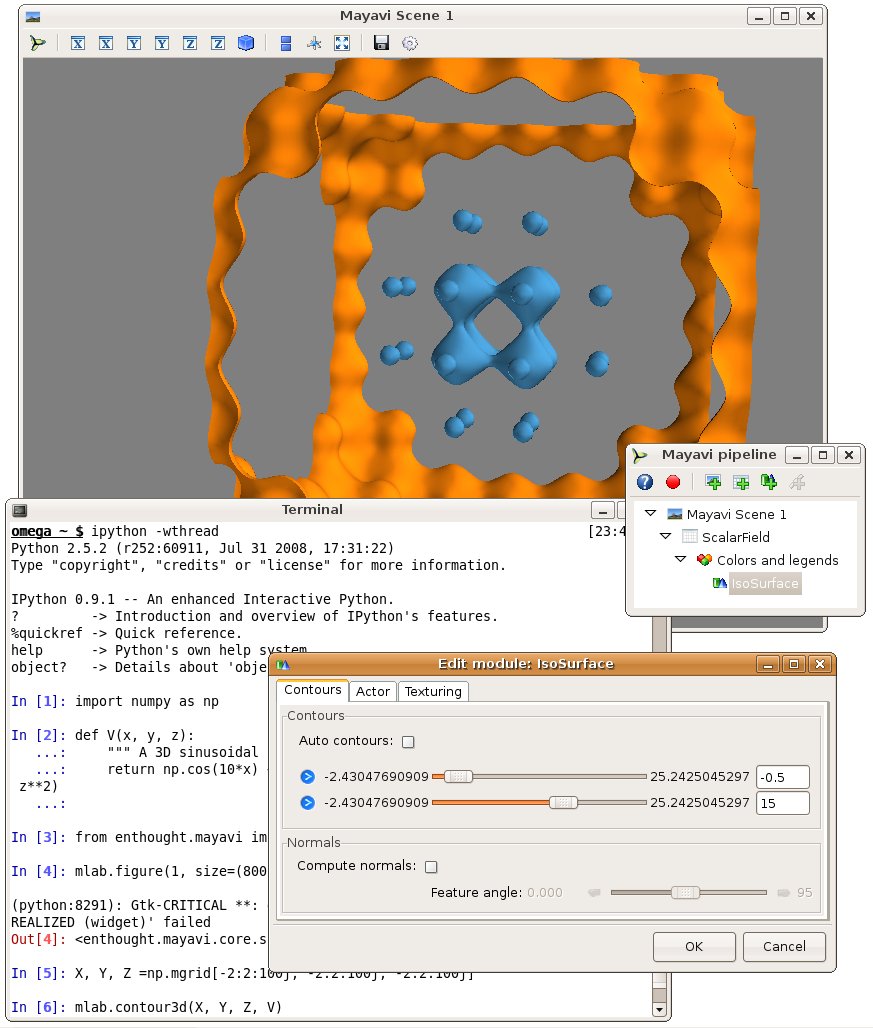 Mayavi Scene 1
X X Y Y Z Z
Mayavi pipeline
Mayavi Scene 1
ScalarField
Colors and legends
IsoSurface
Terminal
omega ~ $ ipython -wthread [23:4
Python 2.5.2 (r252:60911, Jul 31 2008, 17:31:22)
Type "copyright", "credits" or "license" for more information.
IPython 0.9.1 -- An enhanced Interactive Python.
? -> Introduction and overview of IPython's features.
%quickref -> Quick reference.
help -> Python's own help system.
object? -> Details about 'obje
In [1]: import numpy as np
In [2]: def V(x, y, z):
...: """ A 3D sinusoidal
...: return np.cos(10*x)
z**2)
...:
In [3]: from enthought.mayavi im
In [4]: mlab.figure(1, size=(800
(python:8291): Gtk-CRITICAL **:
REALIZED (widget)' failed
Out[4]: <enthought.mayavi.core.s
In [5]: X, Y, Z =np.mgrid[-2:2:100j, -2:2:100j, -2:2:100j]
In [6]: mlab.contour3d(X, Y, Z, V)
Edit module: IsoSurface
Contours Actor Texturing
Contours
Auto contours:
-2.43047690909 25.2425045297 -0.5
-2.43047690909 25.2425045297 15
Normals
Compute normals:
Feature angle: 0.000 95
OK Cancel